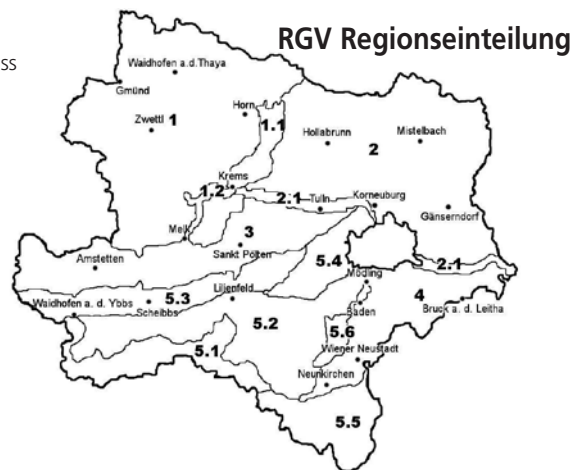 RGV Regionseinteilung
ss
Waidhofen a.d.Thaya
Gmünd
Horn
Zwettl
1
1.1
Hollabrunn
Mistelbach
2
Krems
1.2
2.1
Tulln
Korneuburg
Gänserndorf
Melk
3
Sankt Pölten
Amstetten
5.4
2.1
Mödling
Waidhofen a. d. Ybbs
5.3
Scheibbs
Lilienfeld
4
Baden
Bruck a. d. Leitha
5.2
5.6
5.1
Wiener Neustadt
Neunkirchen
5.5